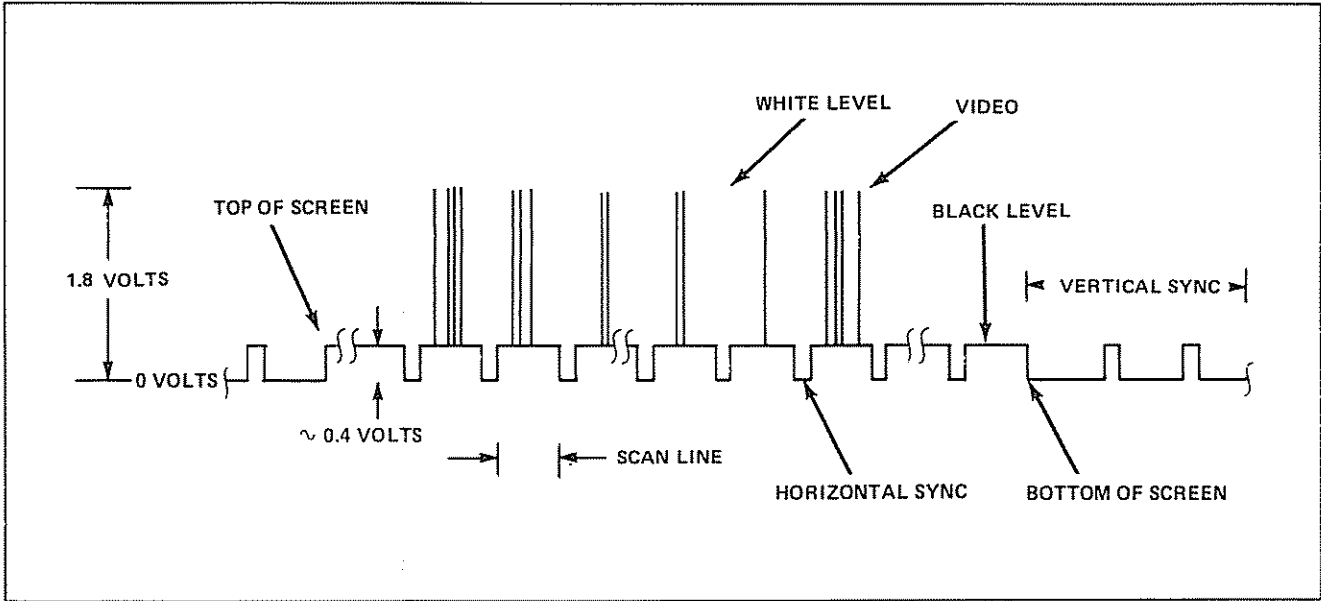 WHITE LEVEL
VIDEO
TOP OF SCREEN
BLACK LEVEL
1.8 VOLTS
VERTICAL SYNC
0 VOLTS
∼ 0.4 VOLTS
SCAN LINE
HORIZONTAL SYNC
BOTTOM OF SCREEN